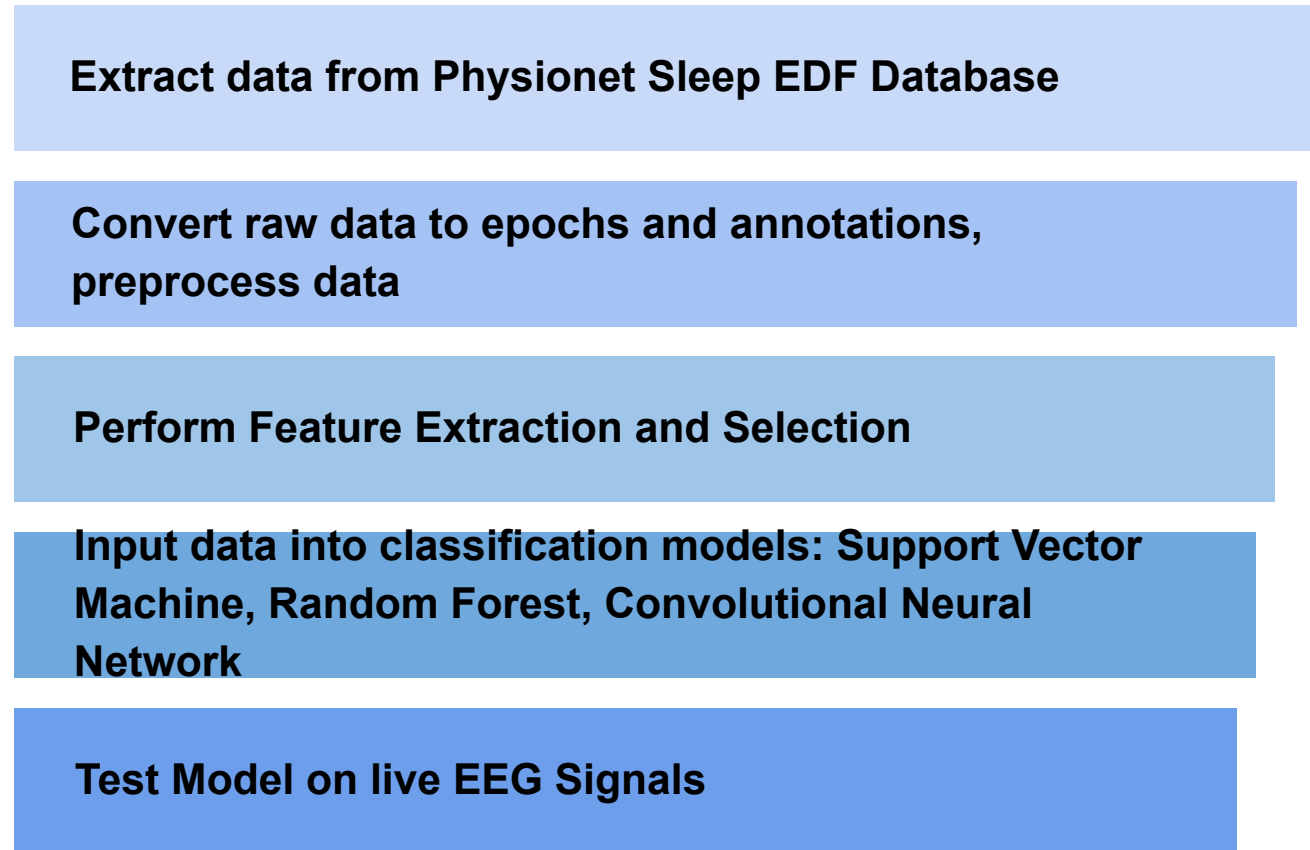 Extract data from Physionet Sleep EDF Database
Convert raw data to epochs and annotations,
preprocess data
Perform Feature Extraction and Selection
Input data into classification models: Support Vector
Machine, Random Forest, Convolutional Neural
Network
Test Model on live EEG Signals